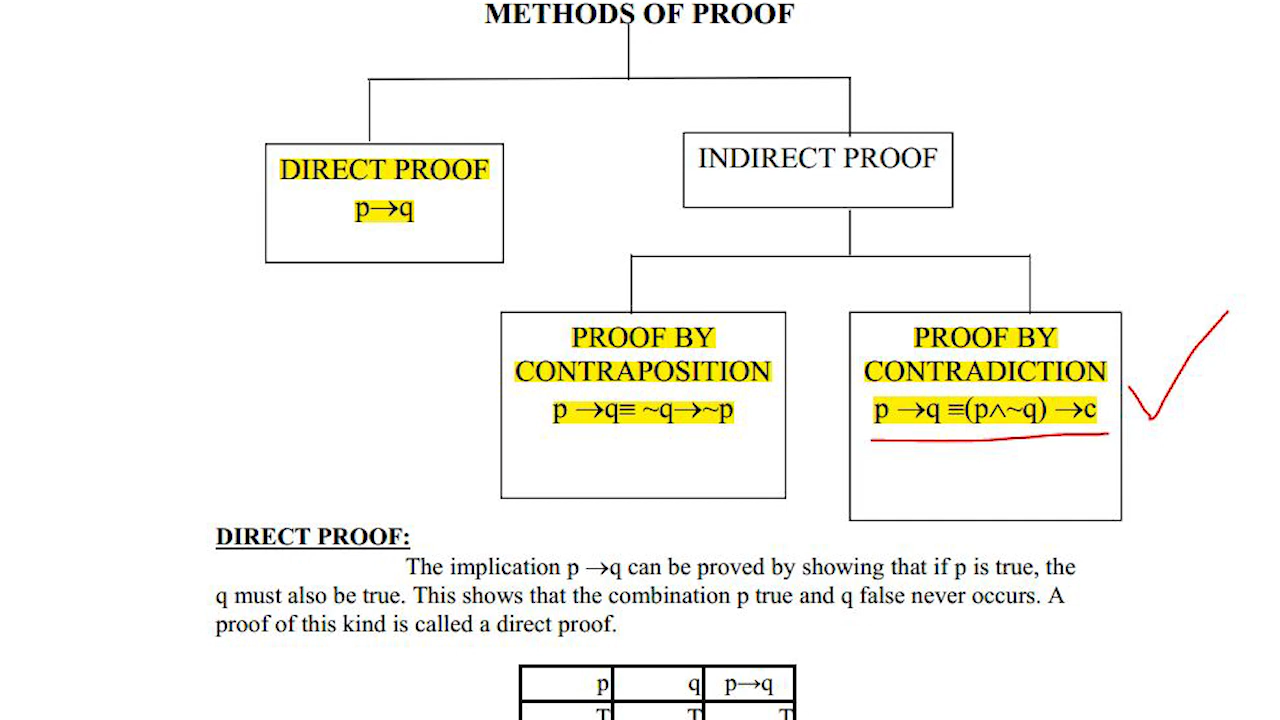 METHODS OF PROOF
DIRECT PROOF
p→q
INDIRECT PROOF
PROOF BY
CONTRAPOSITION
p →q≡ ~q→~p
PROOF BY
CONTRADICTION
p →q ≡(p∧~q) →c
DIRECT PROOF:
The implication p →q can be proved by showing that if p is true, the
q must also be true. This shows that the combination p true and q false never occurs. A
proof of this kind is called a direct proof.
p q p→q
T T T